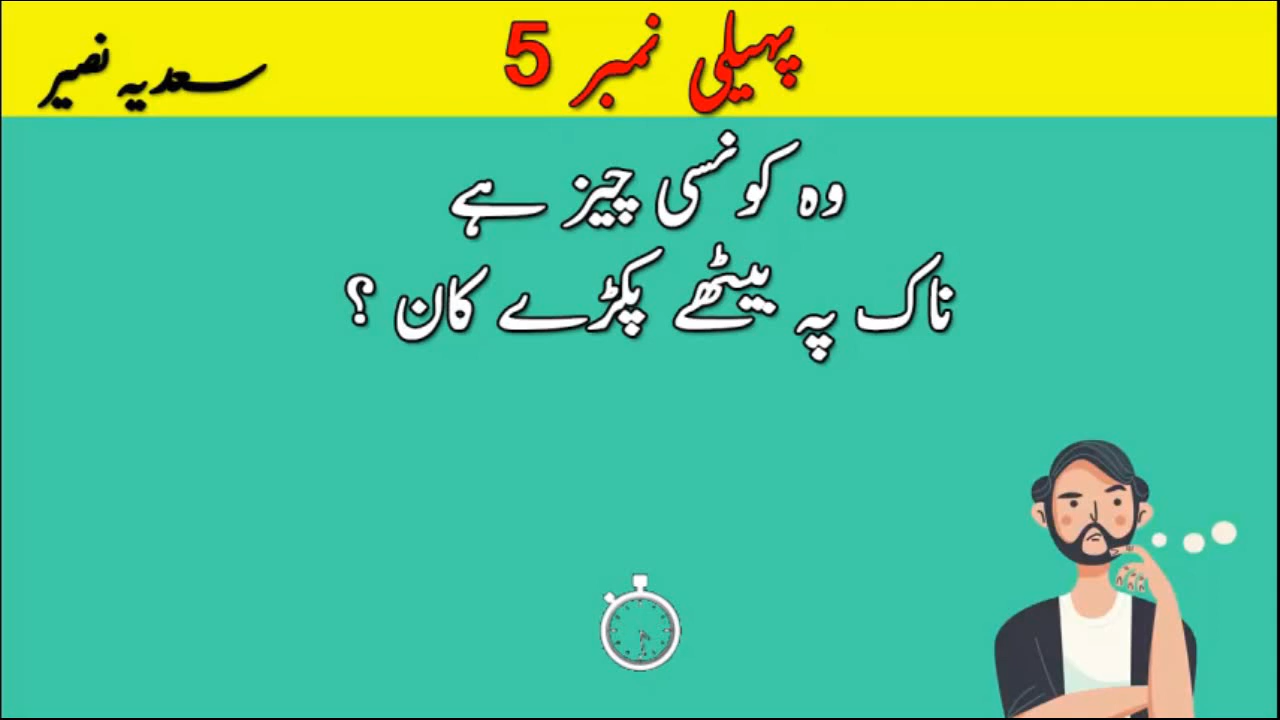 پہیلی نمبر 5
سعدیہ نصیر
وہ کونسی چیز ہے
ناک پہ بیٹھے پکڑے کان ؟